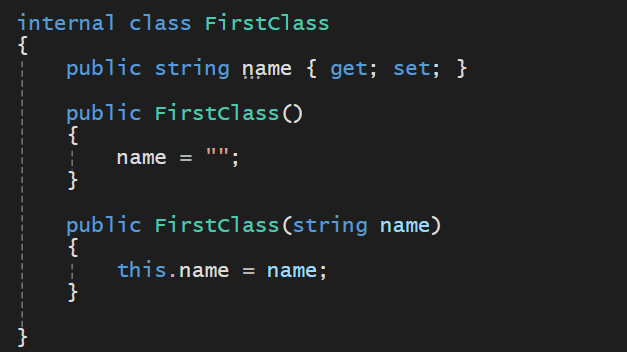 internal class FirstClass
{
    public string name { get; set; }
    public FirstClass()
    {
        name = "";
    }
    public FirstClass(string name)
    {
        this.name = name;
    }
}